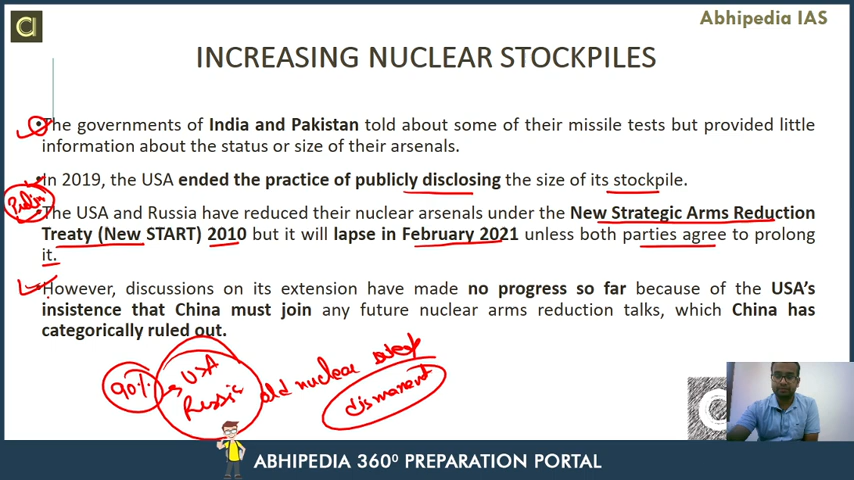 Abhipedia IAS
INCREASING NUCLEAR STOCKPILES
•The governments of India and Pakistan told about some of their missile tests but provided little
information about the status or size of their arsenals.
•In 2019, the USA ended the practice of publicly disclosing the size of its stockpile.
•The USA and Russia have reduced their nuclear arsenals under the New Strategic Arms Reduction
Treaty (New START) 2010 but it will lapse in February 2021 unless both parties agree to prolong
it.
•However, discussions on its extension have made no progress so far because of the USA's
insistence that China must join any future nuclear arms reduction talks, which China has
categorically ruled out.
90% → USA
Russia
old nuclear
ABHIPEDIA 360⁰ PREPARATION PORTAL